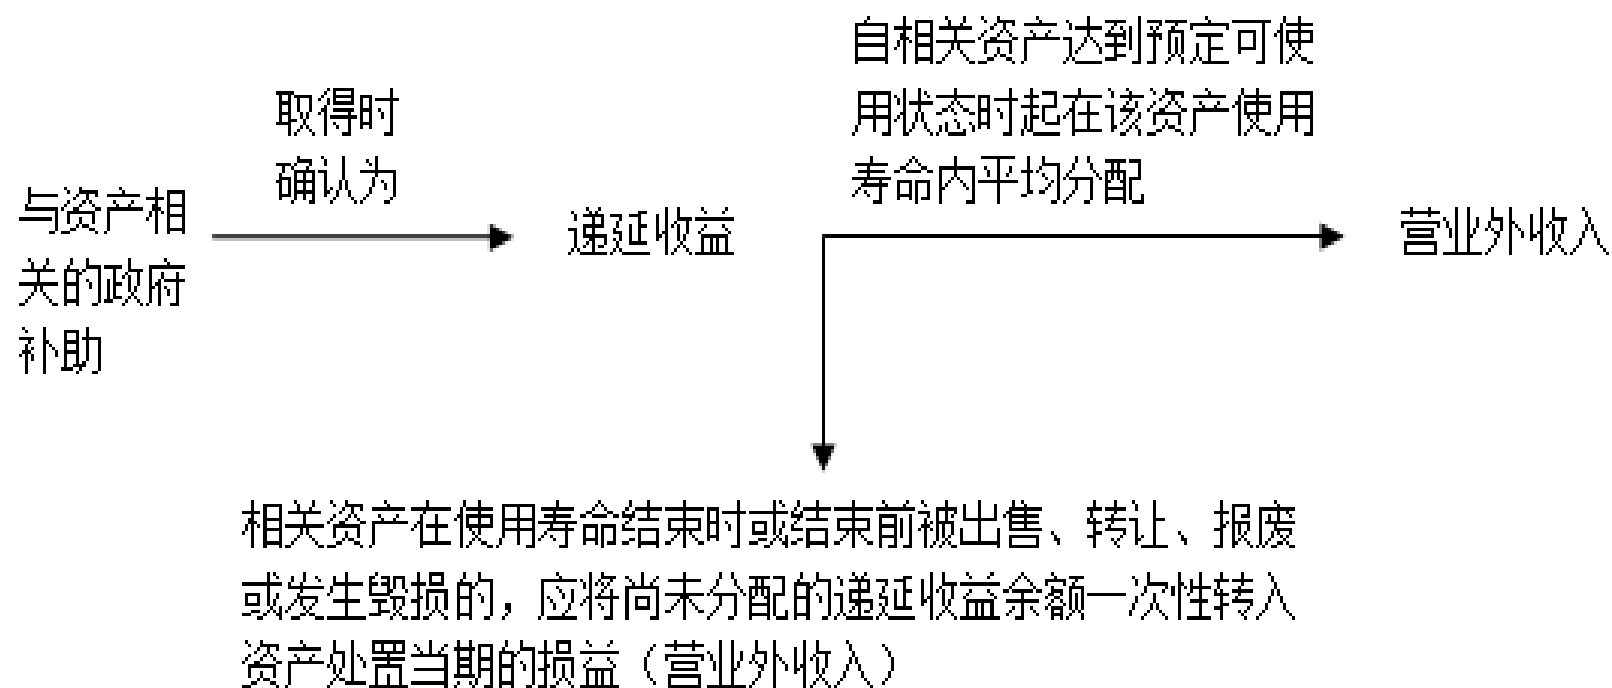 与资产相
关的政府
补助
取得时
确认为
递延收益
自相关资产达到预定可使
用状态时起在该资产使用
寿命内平均分配
营业外收入
相关资产在使用寿命结束时或结束前被出售、转让、报废
或发生毁损的，应将尚未分配的递延收益余额一次性转入
资产处置当期的损益（营业外收入）